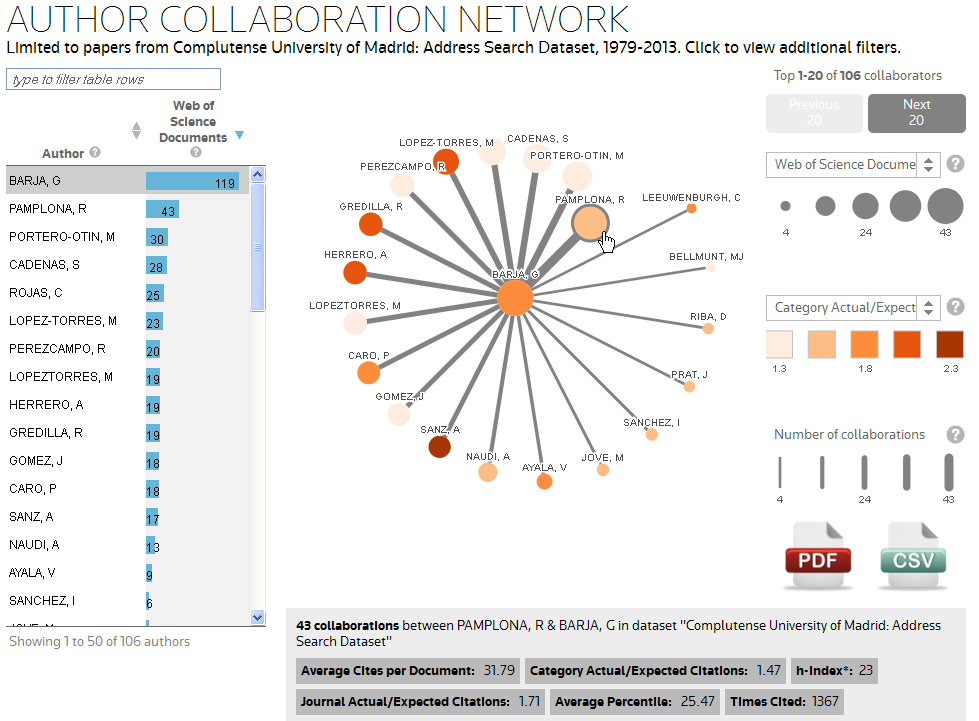 AUTHOR COLLABORATION NETWORK
Limited to papers from Complutense University of Madrid: Address Search Dataset, 1979-2013. Click to view additional filters.
type to filter table rows
Author ?
Web of
Science
Documents
?
BARJA, G 119
PAMPLONA, R 43
PORTERO-OTIN, M 30
CADENAS, S 28
ROJAS, C 25
LOPEZ-TORRES, M 23
PEREZCAMPO, R 20
LOPEZTORRES, M 19
HERRERO, A 19
GREDILLA, R 19
GOMEZ, J 18
CARO, P 18
SANZ, A 17
NAUDI, A 13
AYALA, V 9
SANCHEZ, I 6
Showing 1 to 50 of 106 authors
LOPEZ-TORRES, M
CADENAS, S
PORTERO-OTIN, M
PEREZCAMPO, R
PAMPLONA, R
LEEUWENBURGH, C
GREDILLA, R
HERRERO, A
BELLMUNT, MJ
BARJA, G
LOPEZTORRES, M
RIBA, D
CARO, P
PRAT, J
GOMEZ, J
SANZ, A
SANCHEZ, I
NAUDI, A
AYALA, V
JOVE, M
Top 1-20 of 106 collaborators
Previous
20
Next
20
Web of Science Docume
?
4 24 43
Category Actual/Expect
?
1.3 1.8 2.3
Number of collaborations ?
4 24 43
PDF
CSV
43 collaborations between PAMPLONA, R & BARJA, G in dataset "Complutense University of Madrid: Address
Search Dataset"
Average Cites per Document: 31.79 Category Actual/Expected Citations: 1.47 h-Index*: 23
Journal Actual/Expected Citations: 1.71 Average Percentile: 25.47 Times Cited: 1367